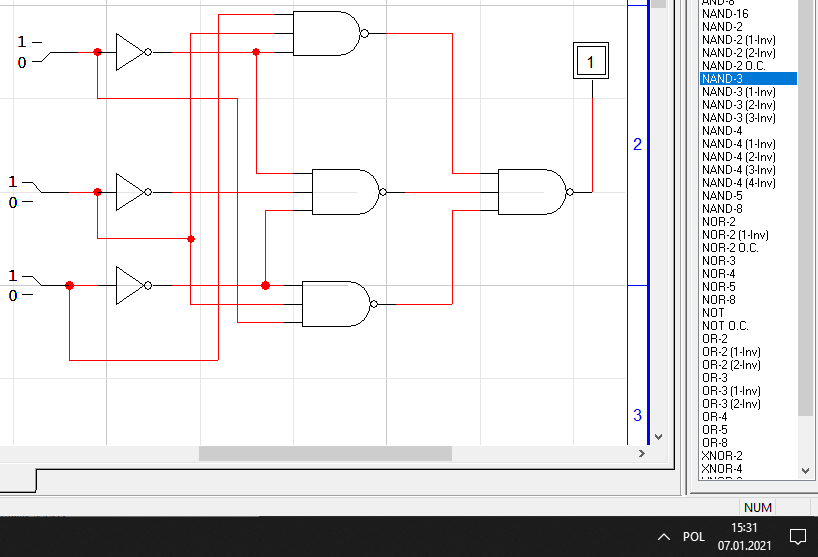 1
0
1
0
1
0
1
2
3
AND-8
NAND-16
NAND-2
NAND-2 (1-Inv)
NAND-2 (2-Inv)
NAND-2 O.C.
NAND-3
NAND-3 (1-Inv)
NAND-3 (2-Inv)
NAND-3 (3-Inv)
NAND-4
NAND-4 (1-Inv)
NAND-4 (2-Inv)
NAND-4 (3-Inv)
NAND-4 (4-Inv)
NAND-5
NAND-8
NOR-2
NOR-2 (1-Inv)
NOR-2 O.C.
NOR-3
NOR-4
NOR-5
NOR-8
NOT
NOT O.C.
OR-2
OR-2 (1-Inv)
OR-2 (2-Inv)
OR-3
OR-3 (1-Inv)
OR-3 (2-Inv)
OR-4
OR-5
OR-8
XNOR-2
XNOR-4
NUM
POL
15:31
07.01.2021